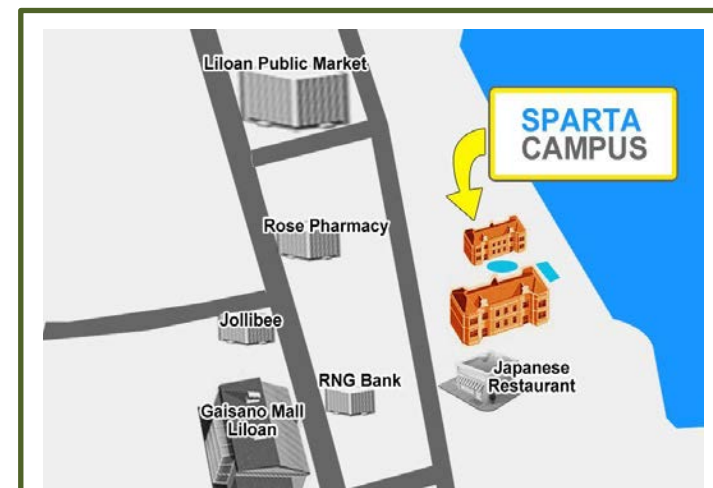 Liloan Public Market
SPARTA
CAMPUS
Rose Pharmacy
Jollibee
RNG Bank
Japanese
Restaurant
Gaisano Mall
Liloan